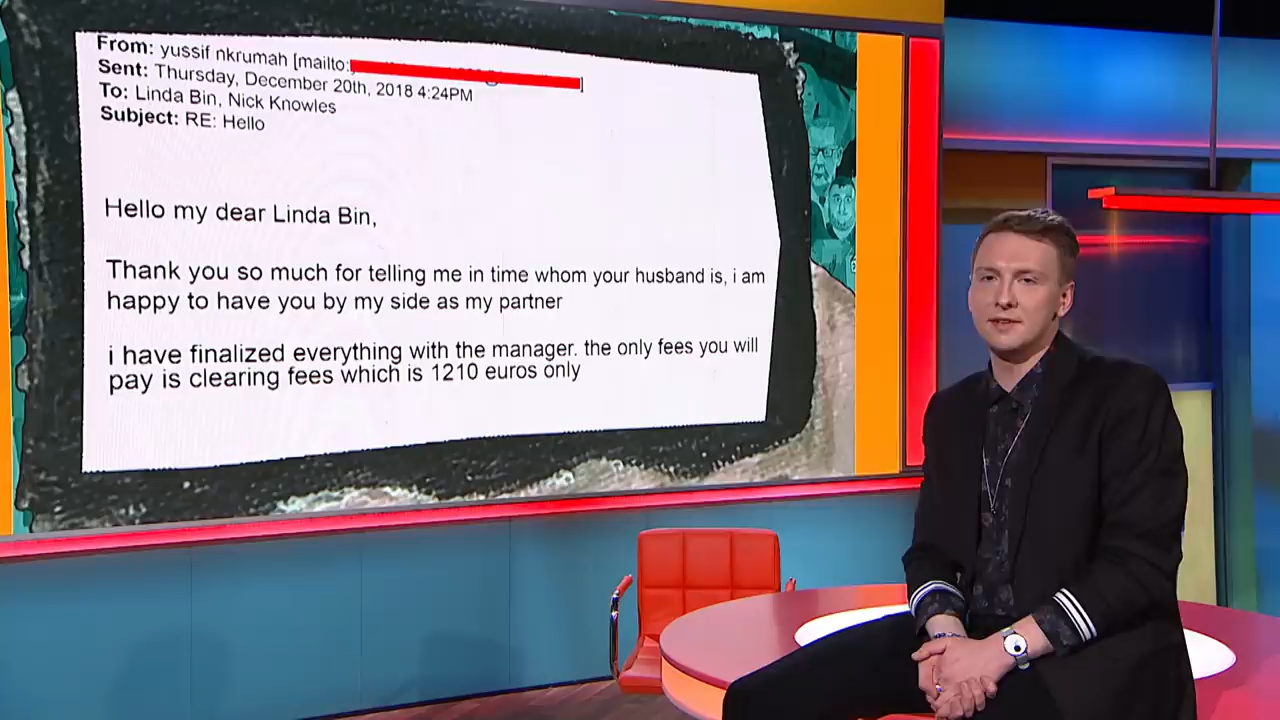 From: yussif nkrumah [mailto: ]
Sent: Thursday, December 20th, 2018 4:24PM
To: Linda Bin, Nick Knowles
Subject: RE: Hello
Hello my dear Linda Bin,
Thank you so much for telling me in time whom your husband is, i am
happy to have you by my side as my partner
i have finalized everything with the manager. the only fees you will
pay is clearing fees which is 1210 euros only